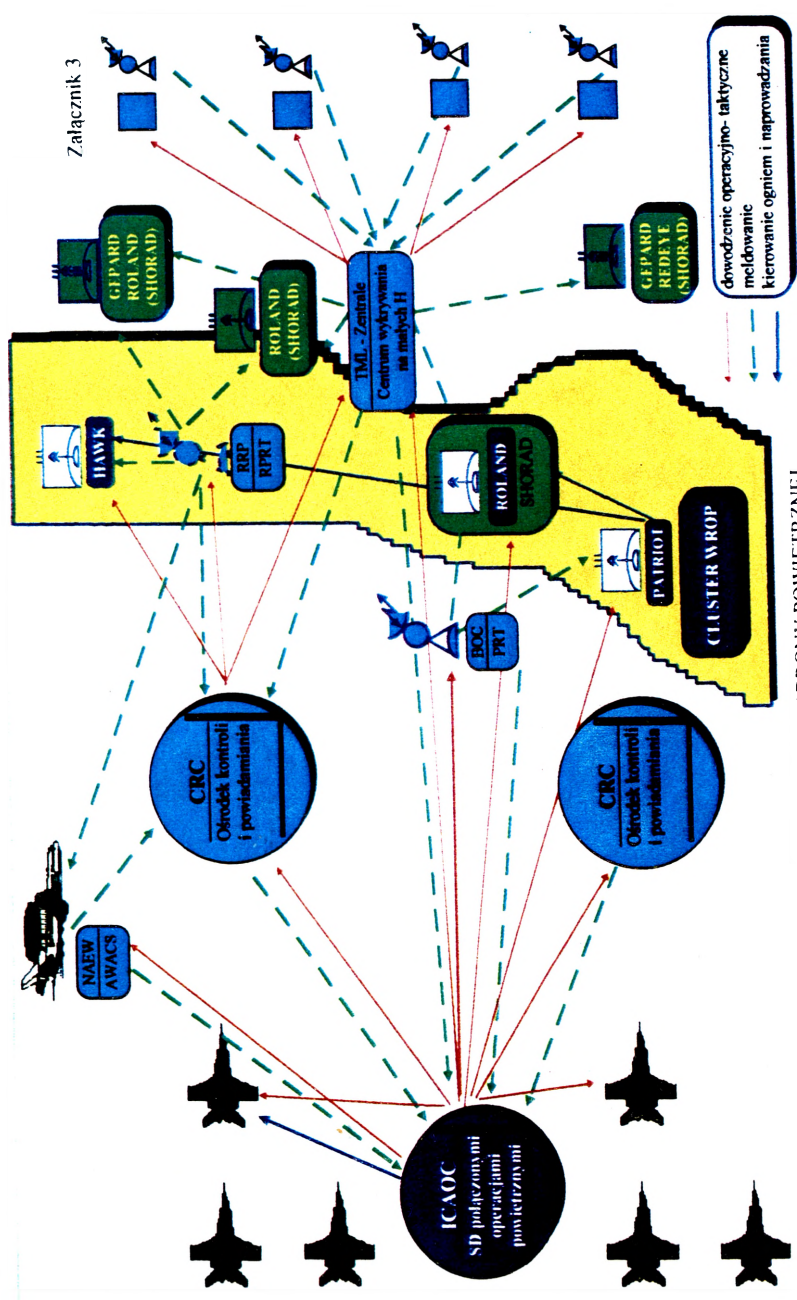 Załącznik 3
NAEW
AWACS
ICAOC
SD połączonymi
operacjami
powietrznymi
CRC
Ośrodek kontroli
i powiadamiania
CRC
Ośrodek kontroli
i powiadamiania
BOC
PRT
HAWK
RRP
RPRT
ROLAND
SHORAD
PATRIOT
CLUSTER WROP
GEPARD
ROLAND
(SHORAD)
ROLAND
(SHORAD)
TML - Zentrale
Centrum wykrywania
na małych H
GEPARD
REDEYE
(SHORAD)
dowodzenie operacyjno- taktyczne
meldowanie
kierowanie ogniem i naprowadzania